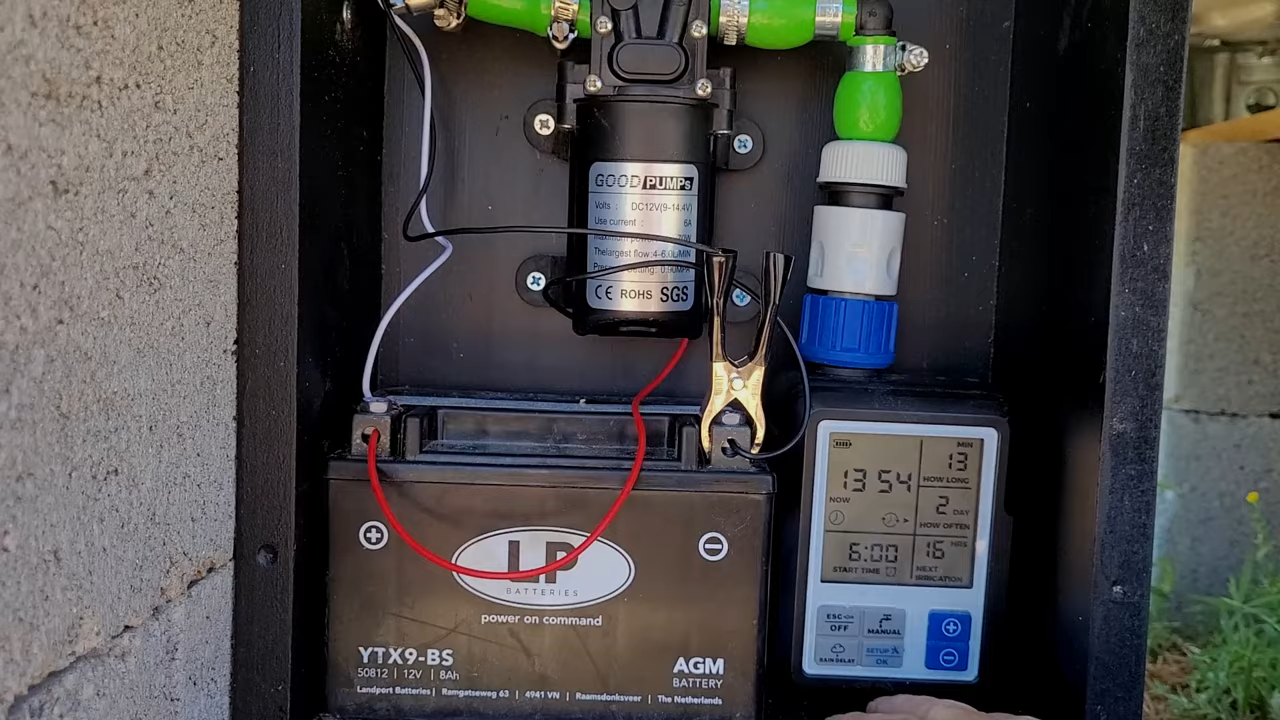 GOOD PUMPs
Volts : DC12V(9-14.4V)
Use current : 6A
Maximum
Thelargest flow:4-6.0L/MIN
CE ROHS SGS
LP
BATTERIES
power on command
YTX9-BS
50812 | 12V | 8Ah
AGM
BATTERY
Landport Batteries | Ramgatseweg 63 | 4941 VN | Raamsdonksveer | The Netherlands
13 54
NOW
MIN
13
HOW LONG
2 DAY
HOW OFTEN
6:00
START TIME
16 HRS
NEXT
IRRIGATION
ESC
OFF
MANUAL
RAIN DELAY
SETUP
OK